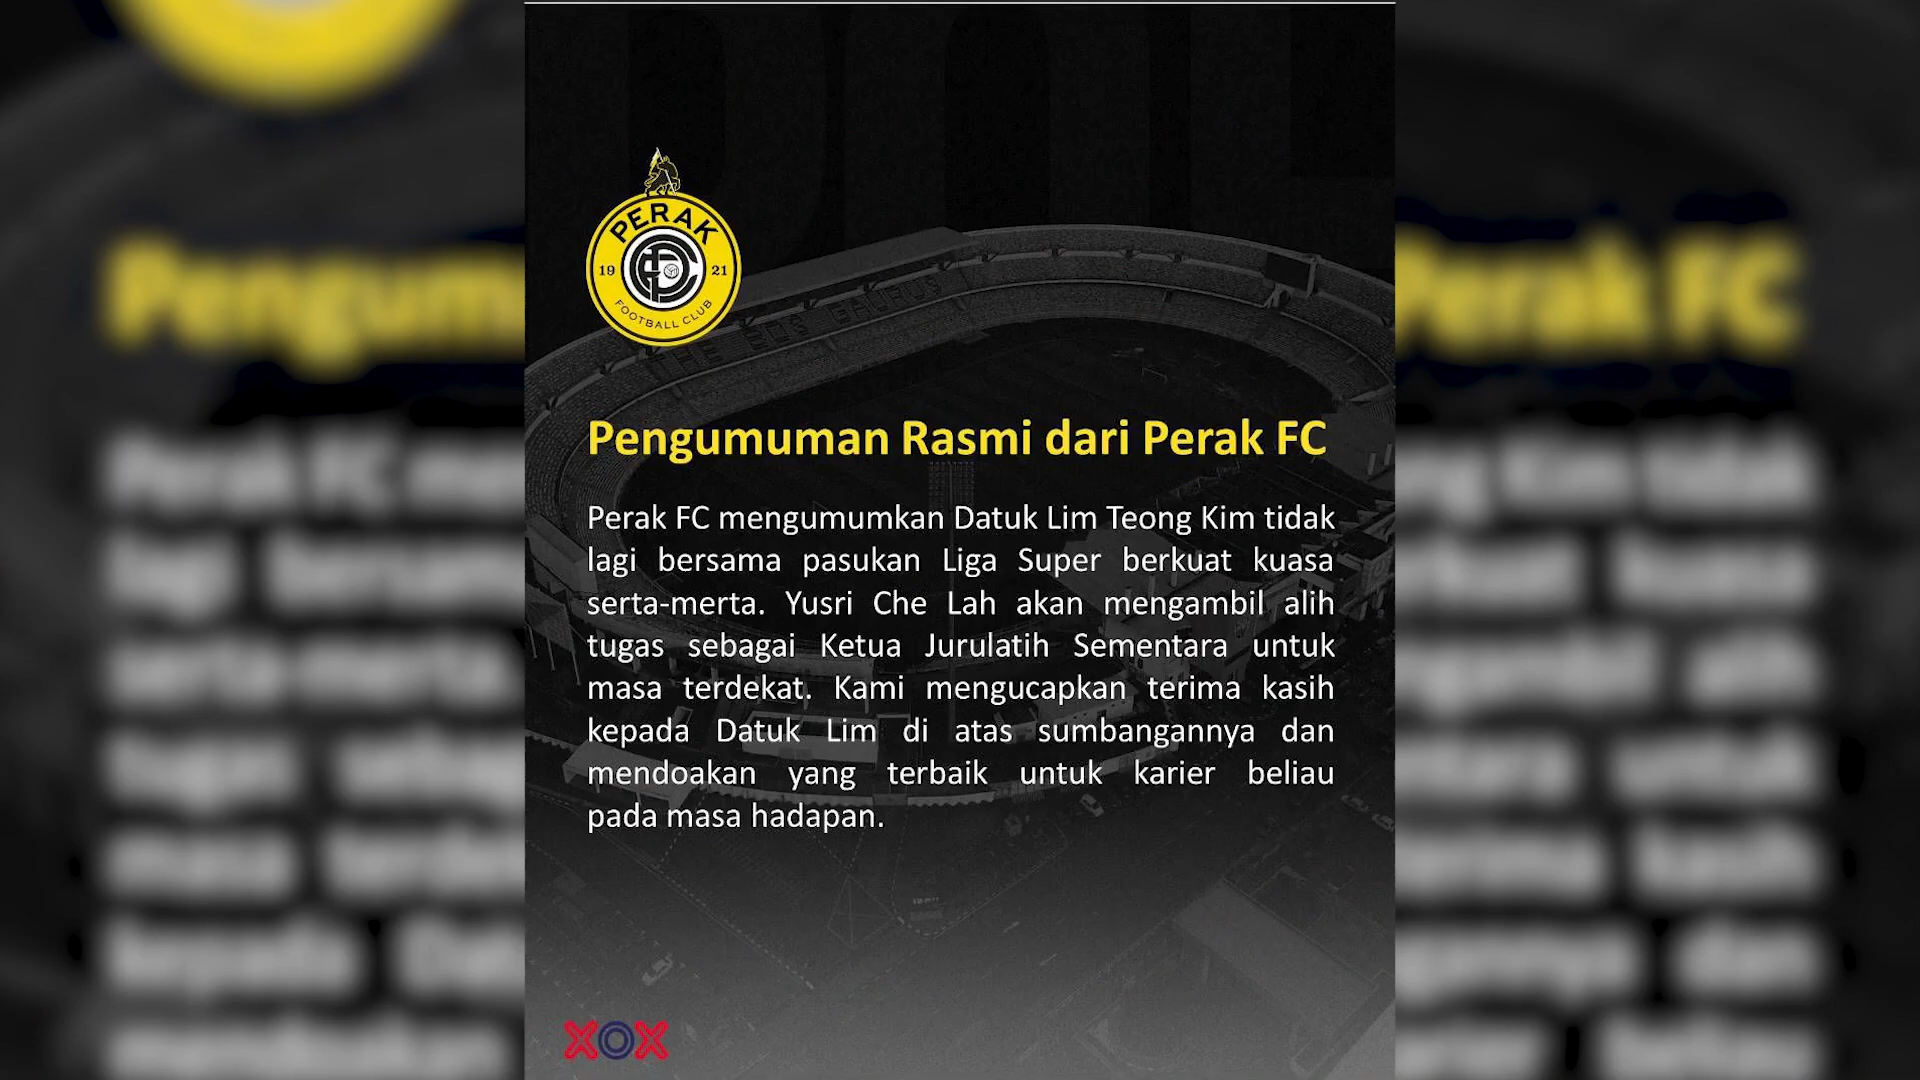 PERAK
19 21
FOOTBALL CLUB
Pengumuman Rasmi dari Perak FC
Perak FC mengumumkan Datuk Lim Teong Kim tidak
lagi bersama pasukan Liga Super berkuat kuasa
serta-merta. Yusri Che Lah akan mengambil alih
tugas sebagai Ketua Jurulatih Sementara untuk
masa terdekat. Kami mengucapkan terima kasih
kepada Datuk Lim di atas sumbangannya dan
mendoakan yang terbaik untuk karier beliau
pada masa hadapan.
XOX